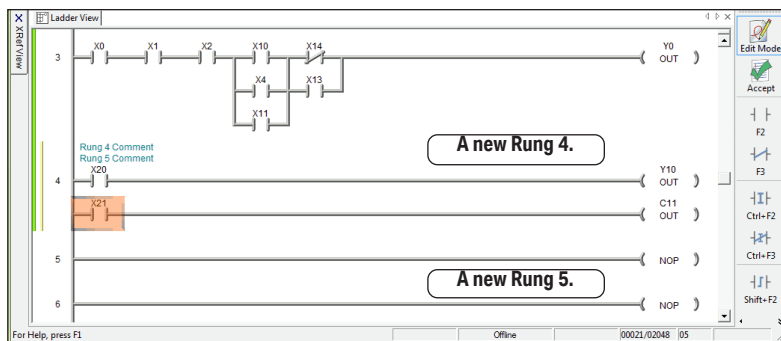 XRef View
Ladder View
3
X0 X1 X2 X10 X14 Y0
OUT
X4 X13
X11
Edit Mode
Accept
F2
F3
Ctrl+F2
Ctrl+F3
Shift+F2
Rung 4 Comment
Rung 5 Comment
A new Rung 4.
4
X20 Y10
OUT
X21 C11
OUT
5
NOP
A new Rung 5.
6
NOP
For Help, press F1
Offline
00021/02048 05